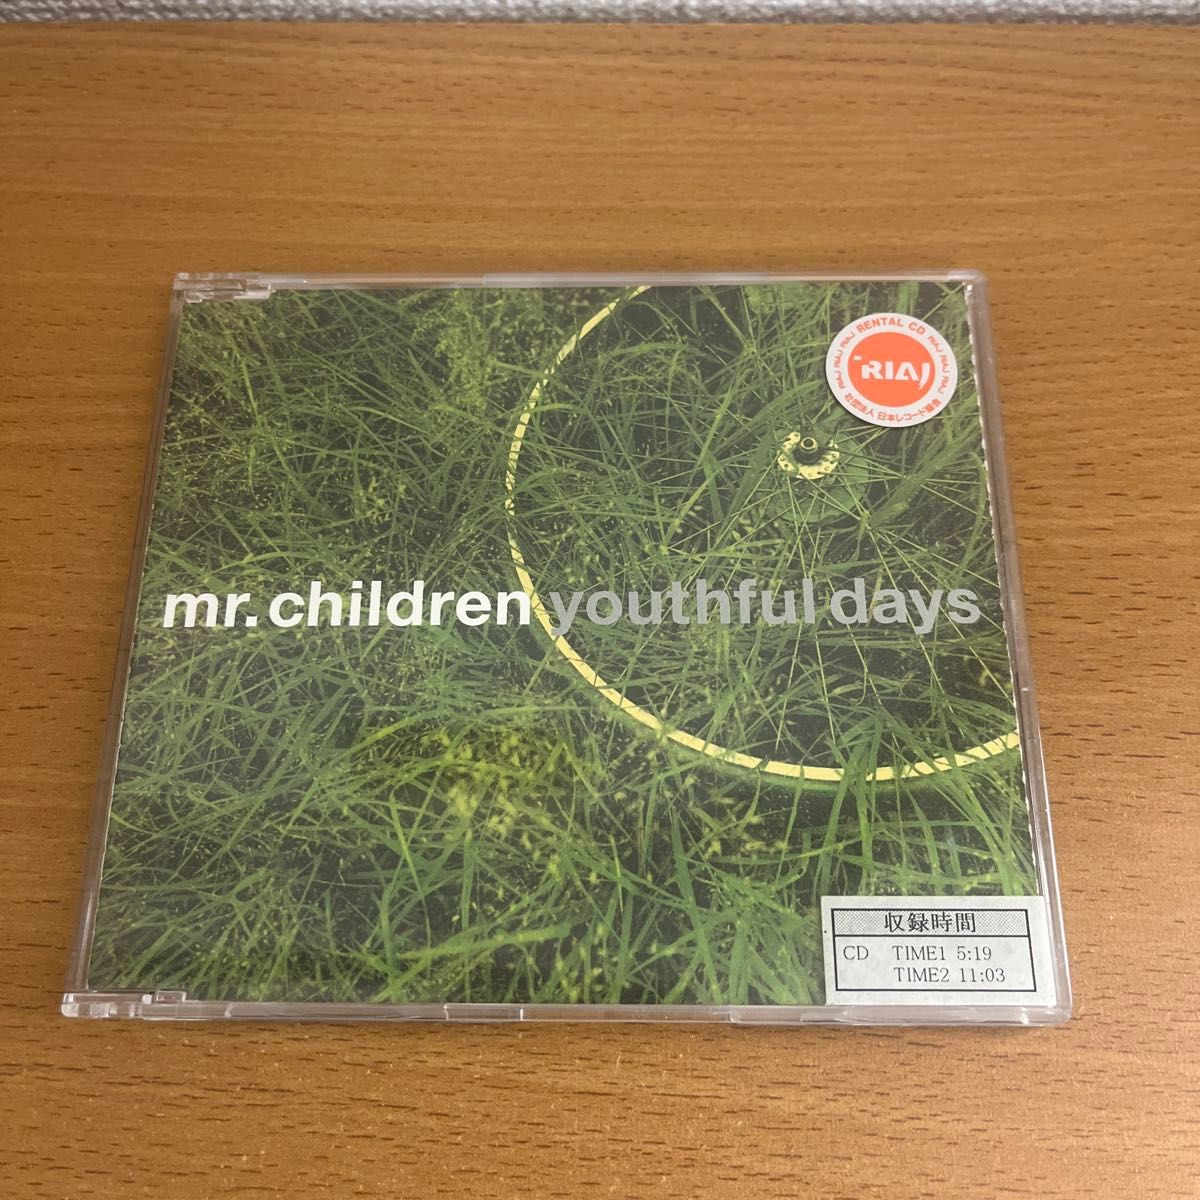 RIAJ RIAJ RIAJ RENTAL CD RIAJ RIAJ RIAJ
RIAJ
社団法人 日本レコード協会
mr. children youthful days
収録時間
CD TIME1 5:19
TIME2 11:03